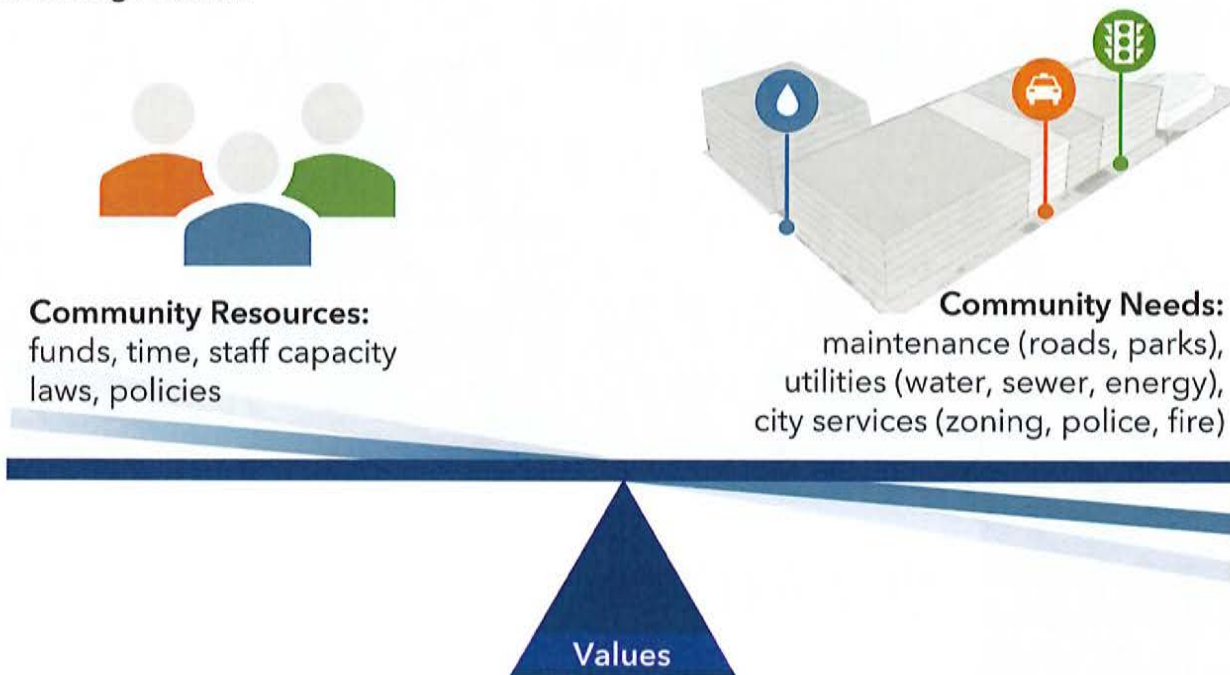 Community Resources:
funds, time, staff capacity
laws, policies
Community Needs:
maintenance (roads, parks),
utilities (water, sewer, energy),
city services (zoning, police, fire)
Values